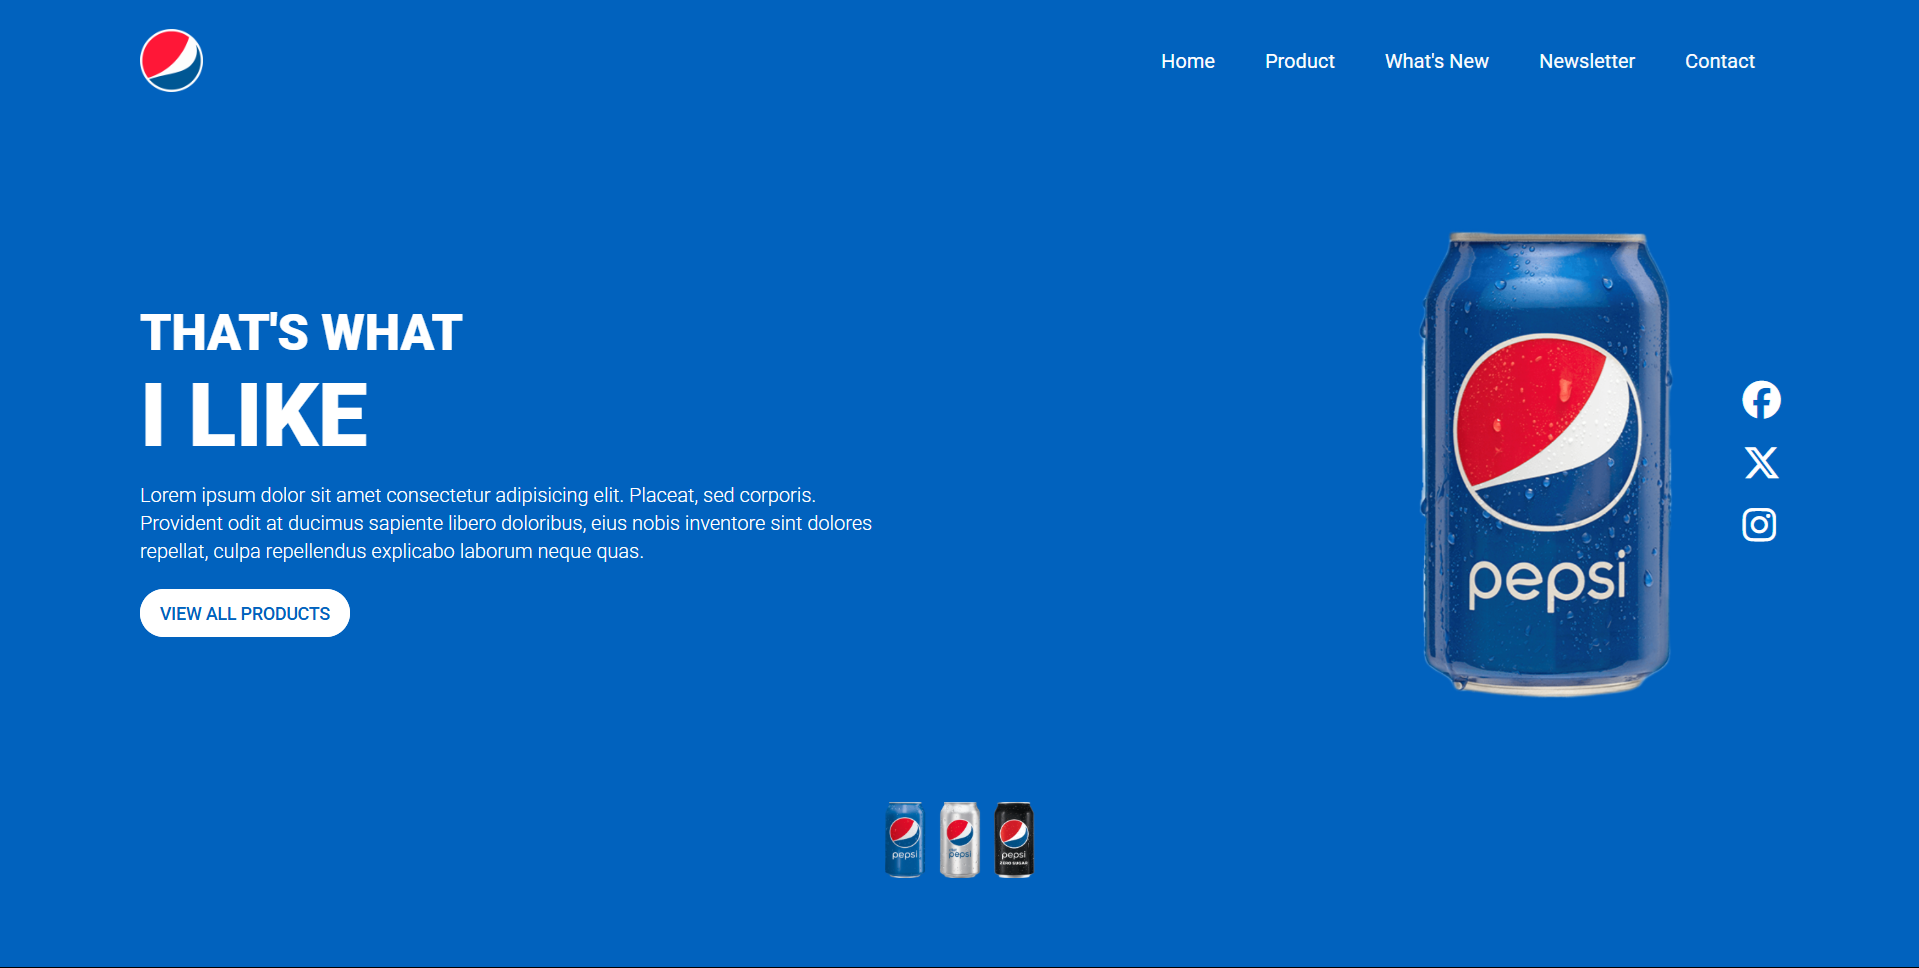 Home Product What's New Newsletter Contact
THAT'S WHAT
I LIKE
Lorem ipsum dolor sit amet consectetur adipisicing elit. Placeat, sed corporis.
Provident odit at ducimus sapiente libero doloribus, eius nobis inventore sint dolores
repellat, culpa repellendus explicabo laborum neque quas.
VIEW ALL PRODUCTS
pepsi
pepsi
pepsi
pepsi
ZERO SUGAR